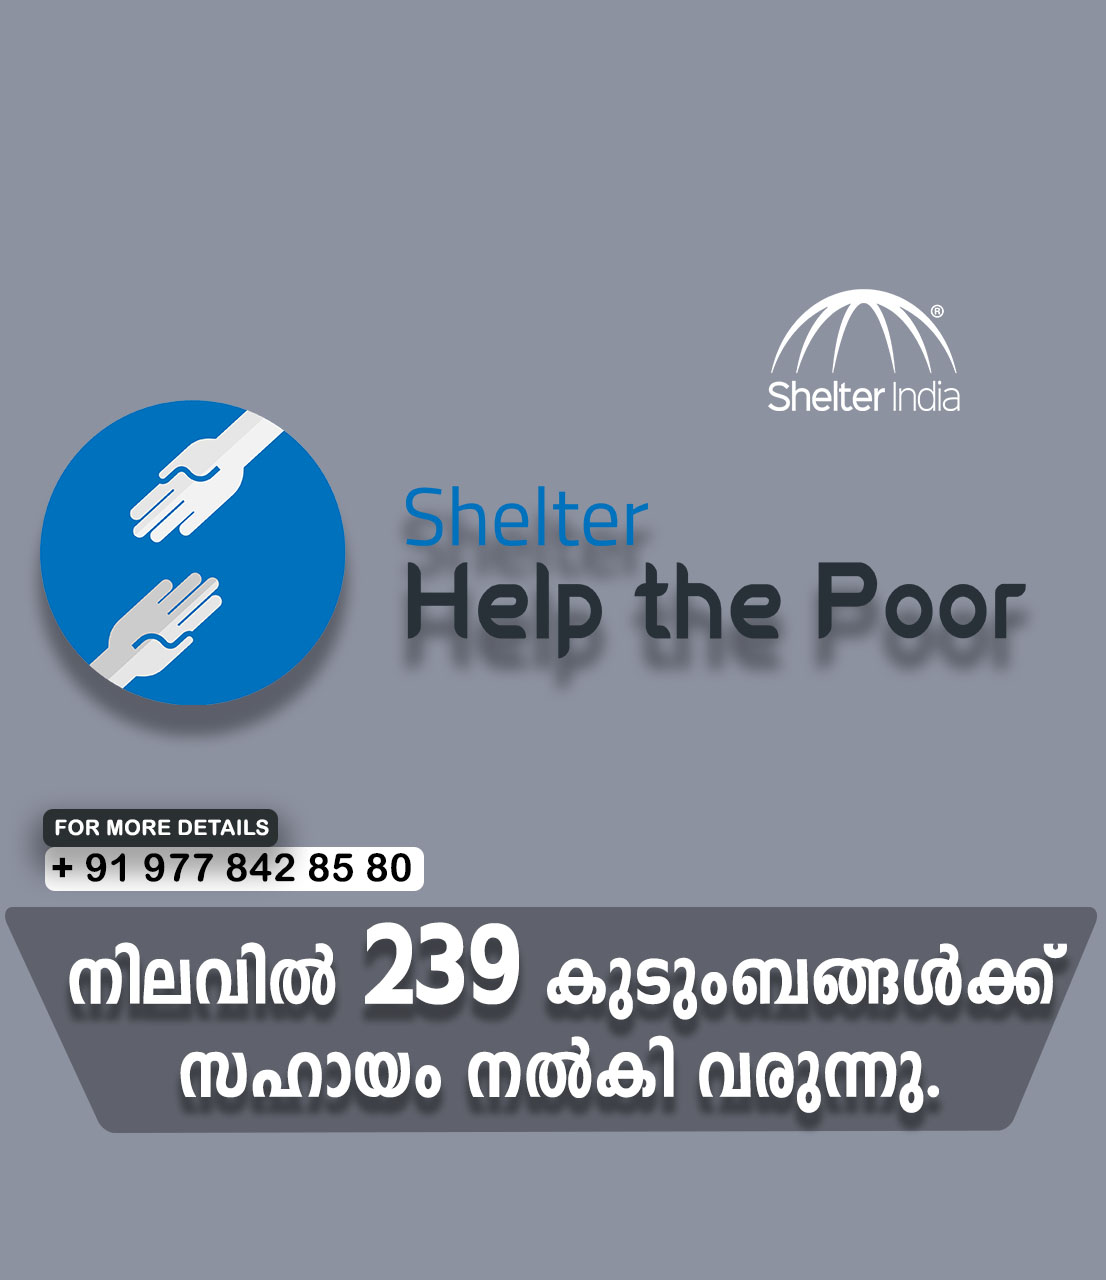 ®
Shelter India
Shelter
Help the Poor
FOR MORE DETAILS
+ 91 977 842 85 80
നിലവിൽ 239 കുടുംബങ്ങൾക്ക്
സഹായം നൽകി വരുന്നു.